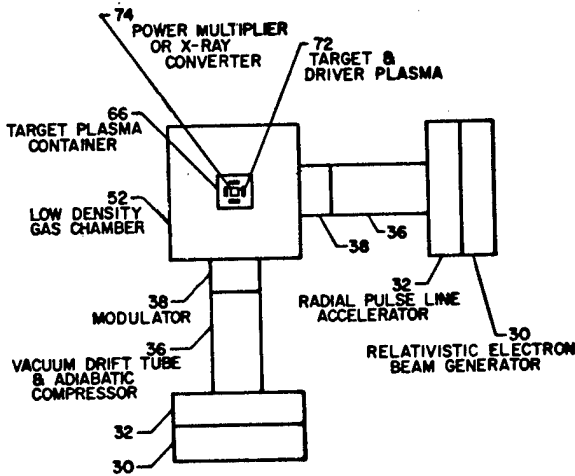 74
POWER MULTIPLIER
OR X-RAY
CONVERTER
72
TARGET &
DRIVER PLASMA
66
TARGET PLASMA
CONTAINER
52
LOW DENSITY
GAS CHAMBER
38
36
38
MODULATOR
32
RADIAL PULSE LINE
ACCELERATOR
30
RELATIVISTIC ELECTRON
BEAM GENERATOR
36
VACUUM DRIFT TUBE
& ADIABATIC
COMPRESSOR
32
30